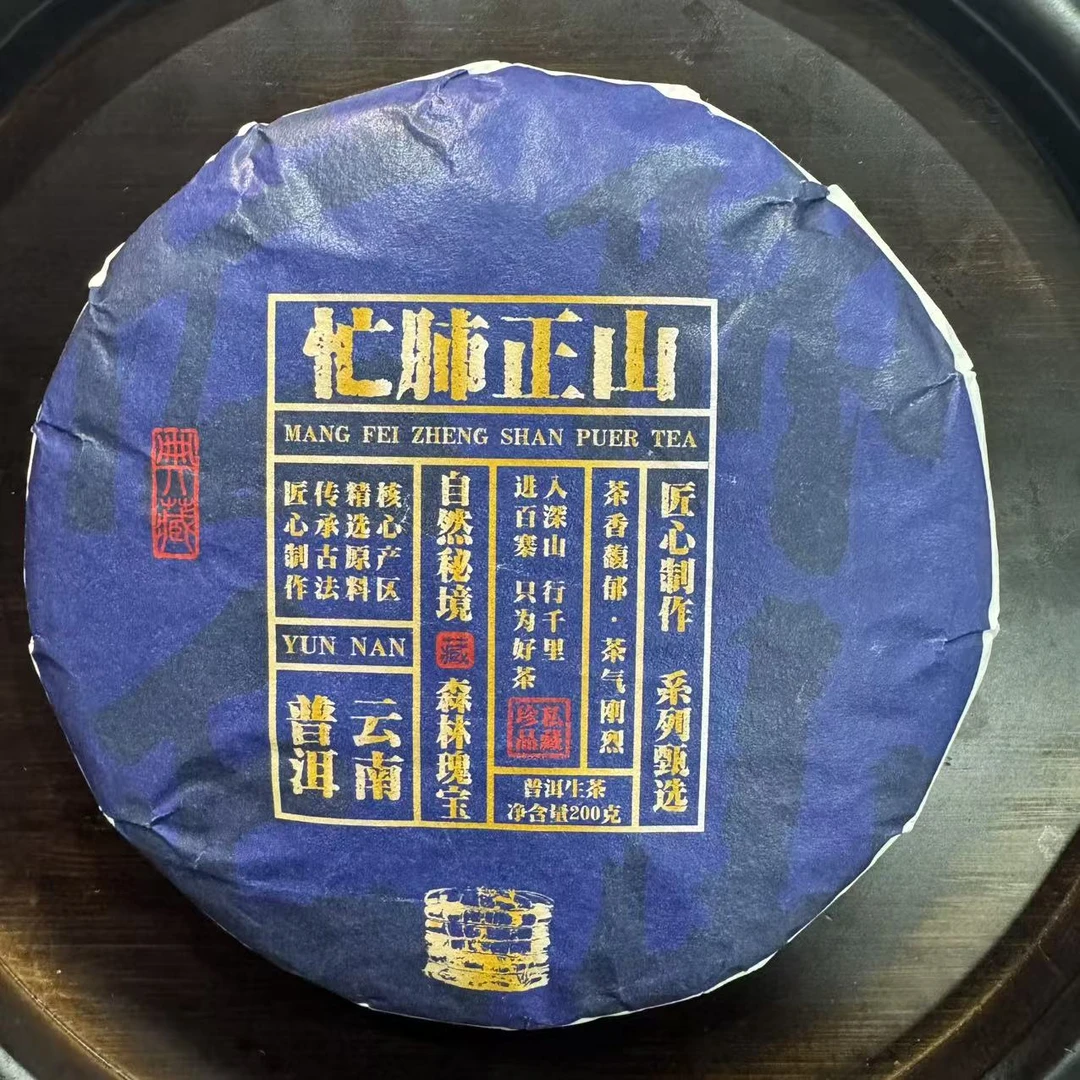 忙肺正山
MANG FEI ZHENG SHAN PUER TEA
匠心制作 系列甄选
茶香馥郁·茶气刚烈
入深山 行千里
进百寨 只为好茶
私藏
珍品
普洱生茶
净含量200克
自然秘境 藏 森林瑰宝
核心产区
精选原料
传承古法
匠心制作
YUN NAN
云南
普洱